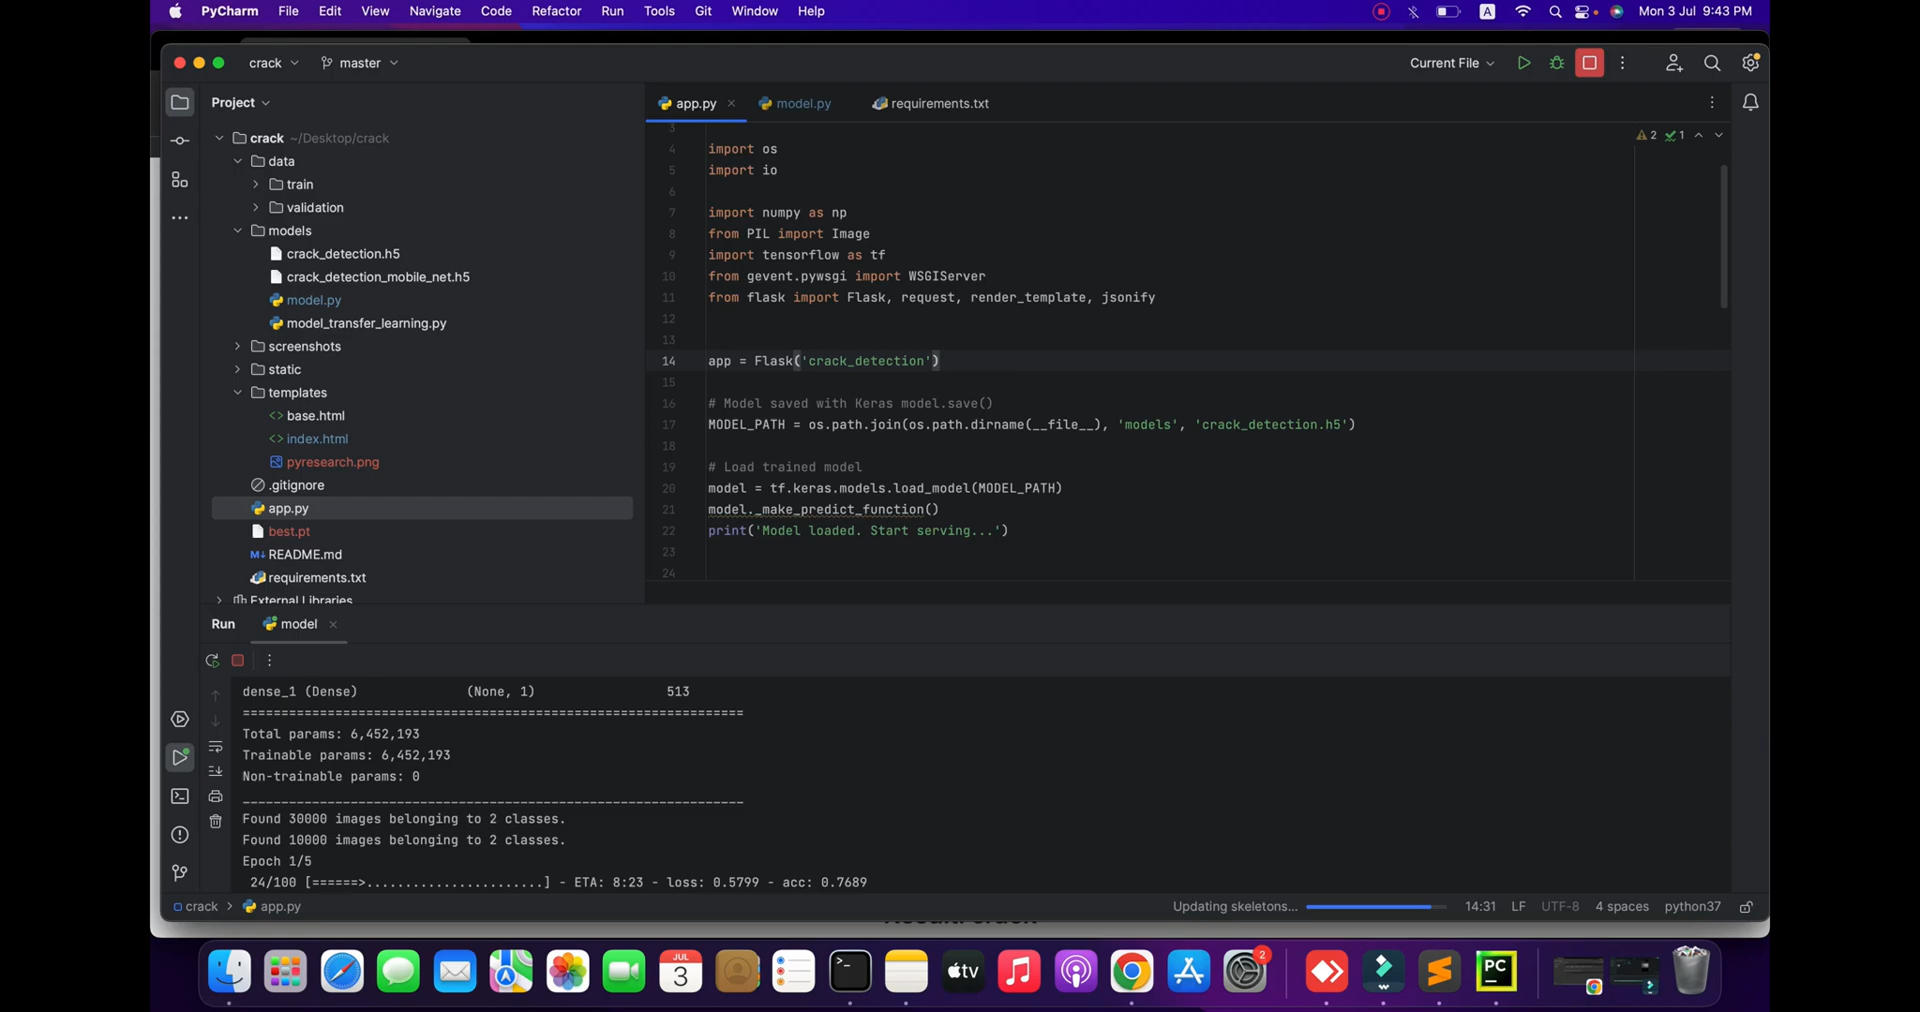 PyCharm File Edit View Navigate Code Refactor Run Tools Git Window Help A Mon 3 Jul 9:43 PM
crack master Current File
Project
app.py model.py requirements.txt
crack ~/Desktop/crack
data
train
validation
models
crack_detection.h5
crack_detection_mobile_net.h5
model.py
model_transfer_learning.py
screenshots
static
templates
<> base.html
<> index.html
pyresearch.png
.gitignore
app.py
best.pt
M↓ README.md
requirements.txt
External Libraries
2 1
3
4 import os
5 import io
6
7 import numpy as np
8 from PIL import Image
9 import tensorflow as tf
10 from gevent.pywsgi import WSGIServer
11 from flask import Flask, request, render_template, jsonify
12
13
14 app = Flask('crack_detection')
15
16 # Model saved with Keras model.save()
17 MODEL_PATH = os.path.join(os.path.dirname(__file__), 'models', 'crack_detection.h5')
18
19 # Load trained model
20 model = tf.keras.models.load_model(MODEL_PATH)
21 model._make_predict_function()
22 print('Model loaded. Start serving...')
23
24
Run model
dense_1 (Dense) (None, 1) 513
=================================================================
Total params: 6,452,193
Trainable params: 6,452,193
Non-trainable params: 0
_________________________________________________________________
Found 30000 images belonging to 2 classes.
Found 10000 images belonging to 2 classes.
Epoch 1/5
24/100 [======>.......................] - ETA: 8:23 - loss: 0.5799 - acc: 0.7689
crack > app.py Updating skeletons... 14:31 LF UTF-8 4 spaces python37
JUL
3
tv
2
PC